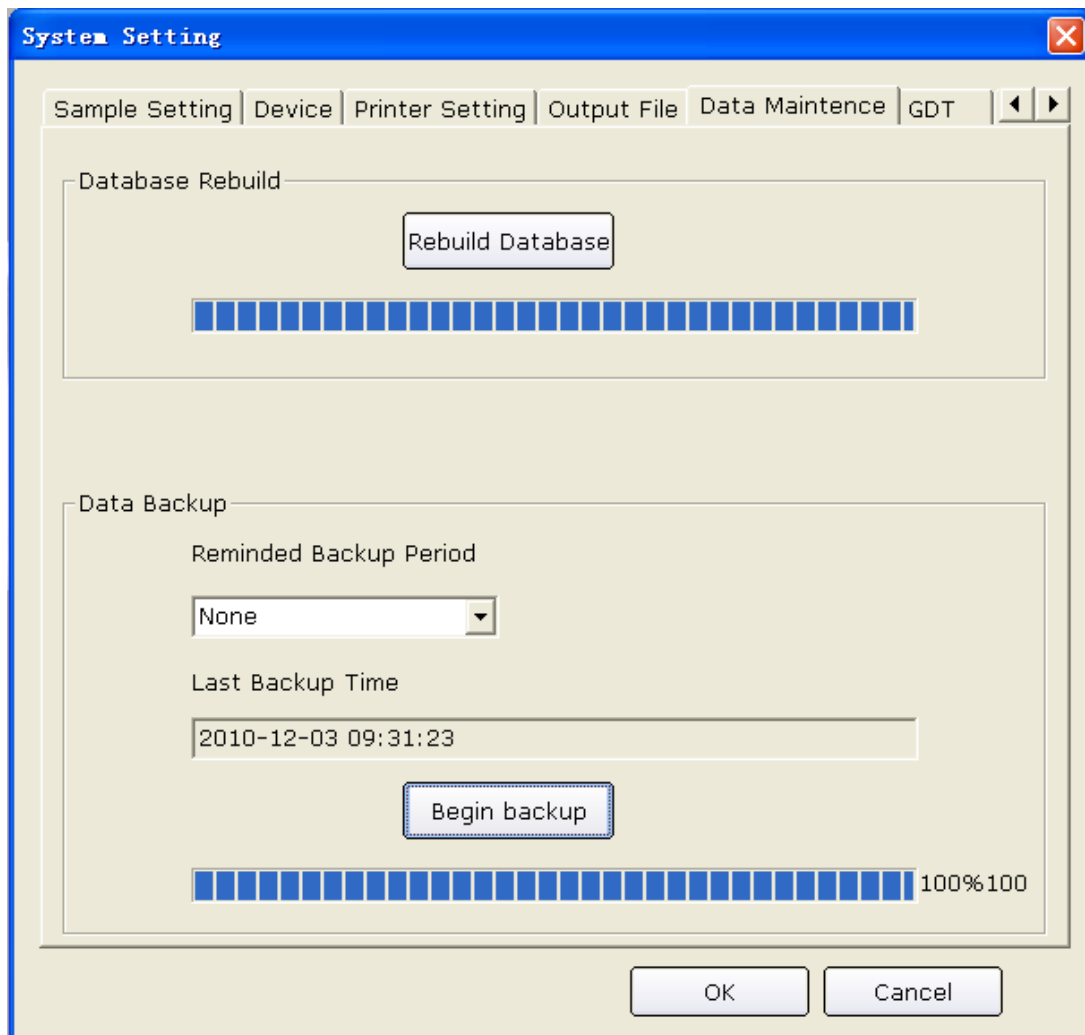 System Setting
Sample Setting Device Printer Setting Output File Data Maintence GDT
Database Rebuild
Rebuild Database
Data Backup
Reminded Backup Period
None
Last Backup Time
2010-12-03 09:31:23
Begin backup
100%100
OK Cancel